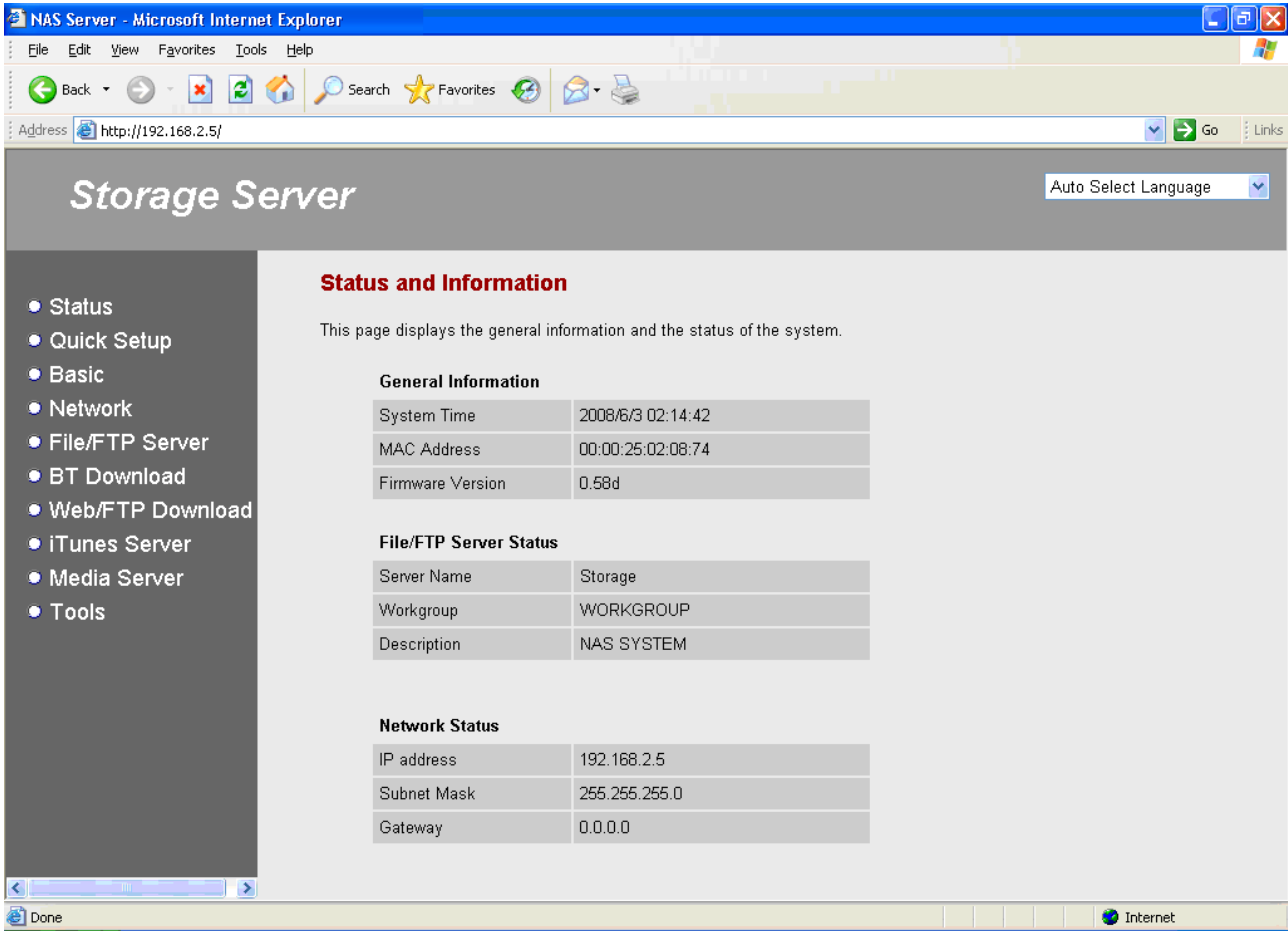 NAS Server - Microsoft Internet Explorer
File Edit View Favorites Tools Help
Back Search Favorites
Address http://192.168.2.5/ Go Links
Storage Server
Auto Select Language
Status
Quick Setup
Basic
Network
File/FTP Server
BT Download
Web/FTP Download
iTunes Server
Media Server
Tools
Status and Information
This page displays the general information and the status of the system.
General Information
System Time 2008/6/3 02:14:42
MAC Address 00:00:25:02:08:74
Firmware Version 0.58d
File/FTP Server Status
Server Name Storage
Workgroup WORKGROUP
Description NAS SYSTEM
Network Status
IP address 192.168.2.5
Subnet Mask 255.255.255.0
Gateway 0.0.0.0
Done Internet